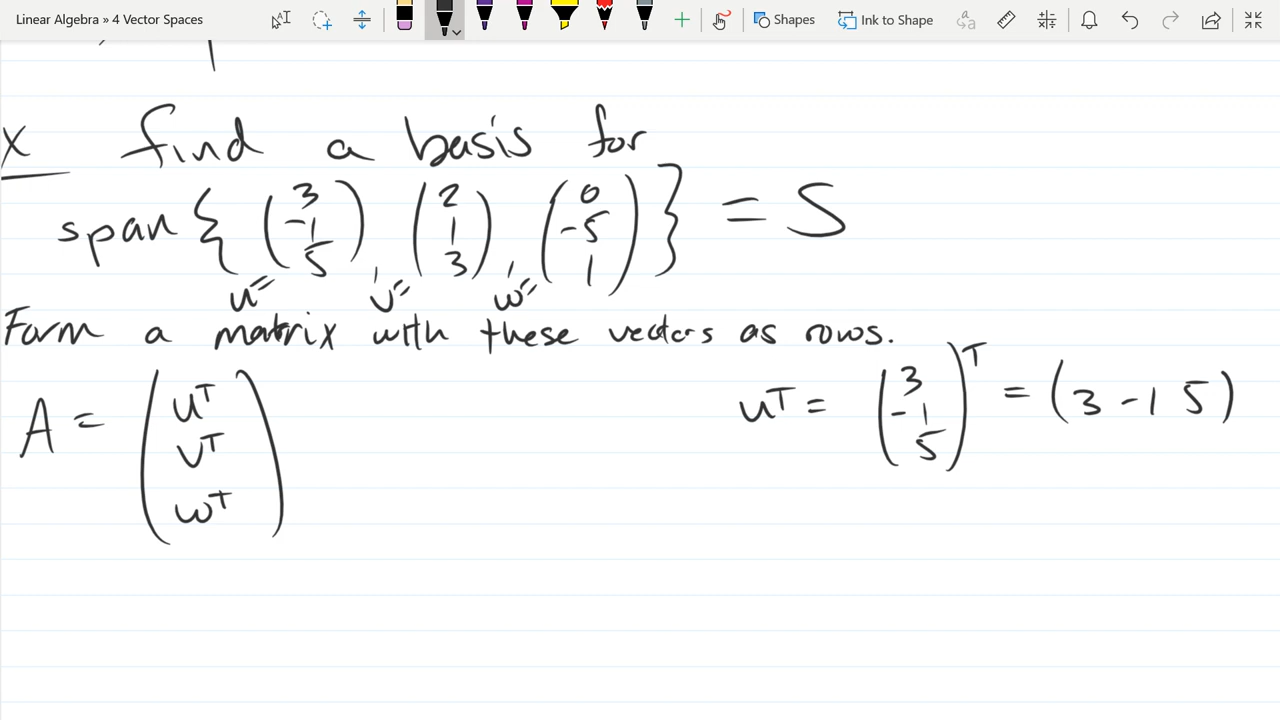 Linear Algebra » 4 Vector Spaces
Shapes
Ink to Shape
x find a basis for
span{ (3 -1 5), (2 1 3), (0 -5 1) } = S
u= v= w=
Form a matrix with these vectors as rows.
A = (u^T v^T w^T)
u^T = (3 -1 5)^T = (3 -1 5)